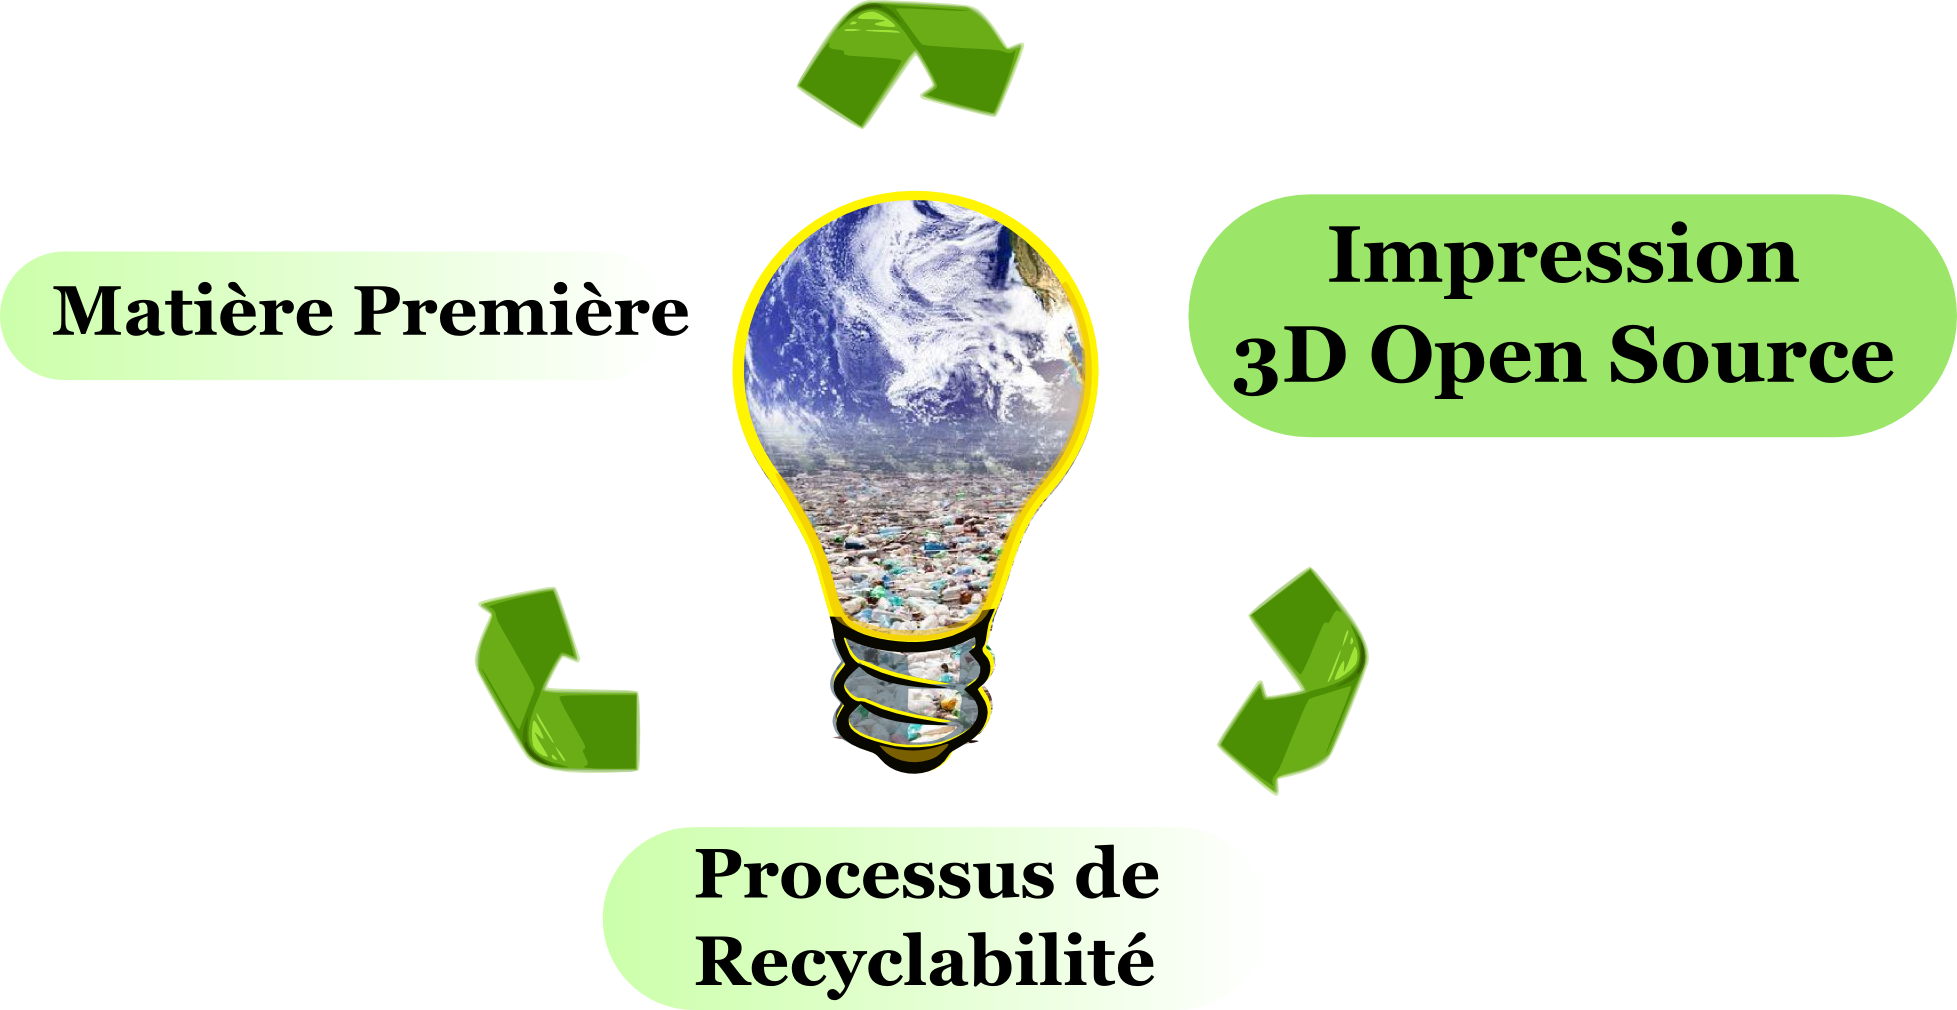 Matière Première
Impression
3D Open Source
Processus de
Recyclabilité